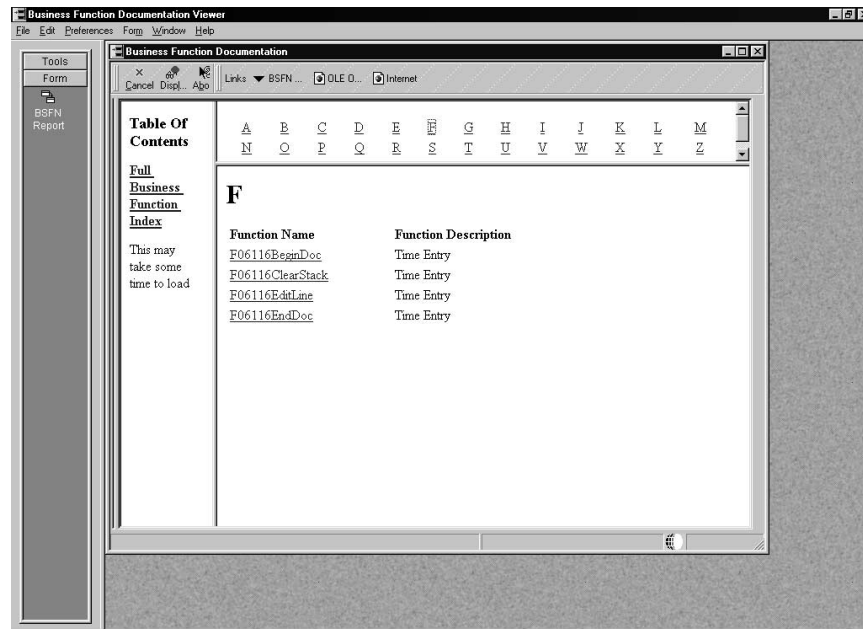 Business Function Documentation Viewer
File Edit Preferences Form Window Help
Tools
Form
BSFN
Report
Business Function Documentation
Cancel Displ... Abo
Links BSFN ... OLE O... Internet
Table Of
Contents
Full
Business
Function
Index
This may
take some
time to load
A B C D E F G H I J K L M
N O P Q R S T U V W X Y Z
F
Function Name Function Description
F06116BeginDoc Time Entry
F06116ClearStack Time Entry
F06116EditLine Time Entry
F06116EndDoc Time Entry